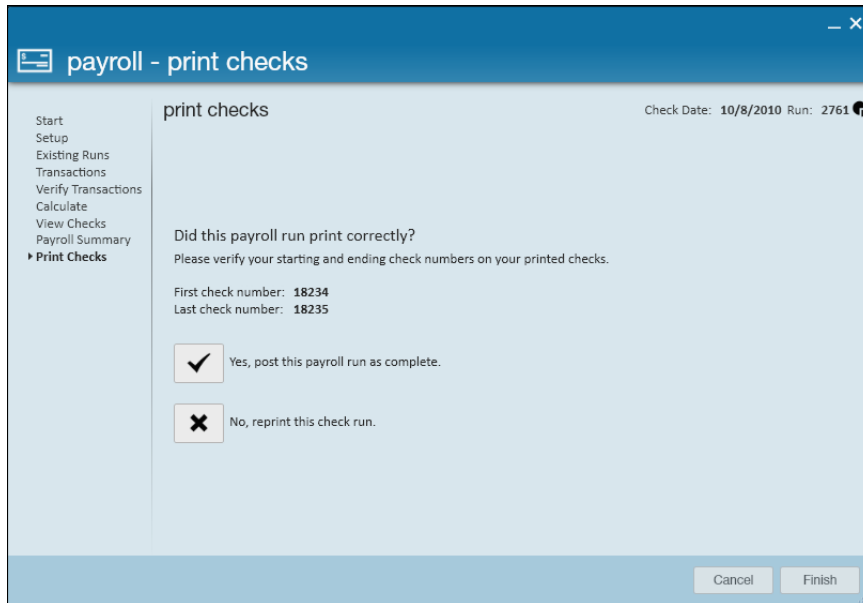 payroll - print checks
print checks
Check Date: 10/8/2010 Run: 2761
Start
Setup
Existing Runs
Transactions
Verify Transactions
Calculate
View Checks
Payroll Summary
Print Checks
Did this payroll run print correctly?
Please verify your starting and ending check numbers on your printed checks.
First check number: 18234
Last check number: 18235
Yes, post this payroll run as complete.
No, reprint this check run.
Cancel Finish